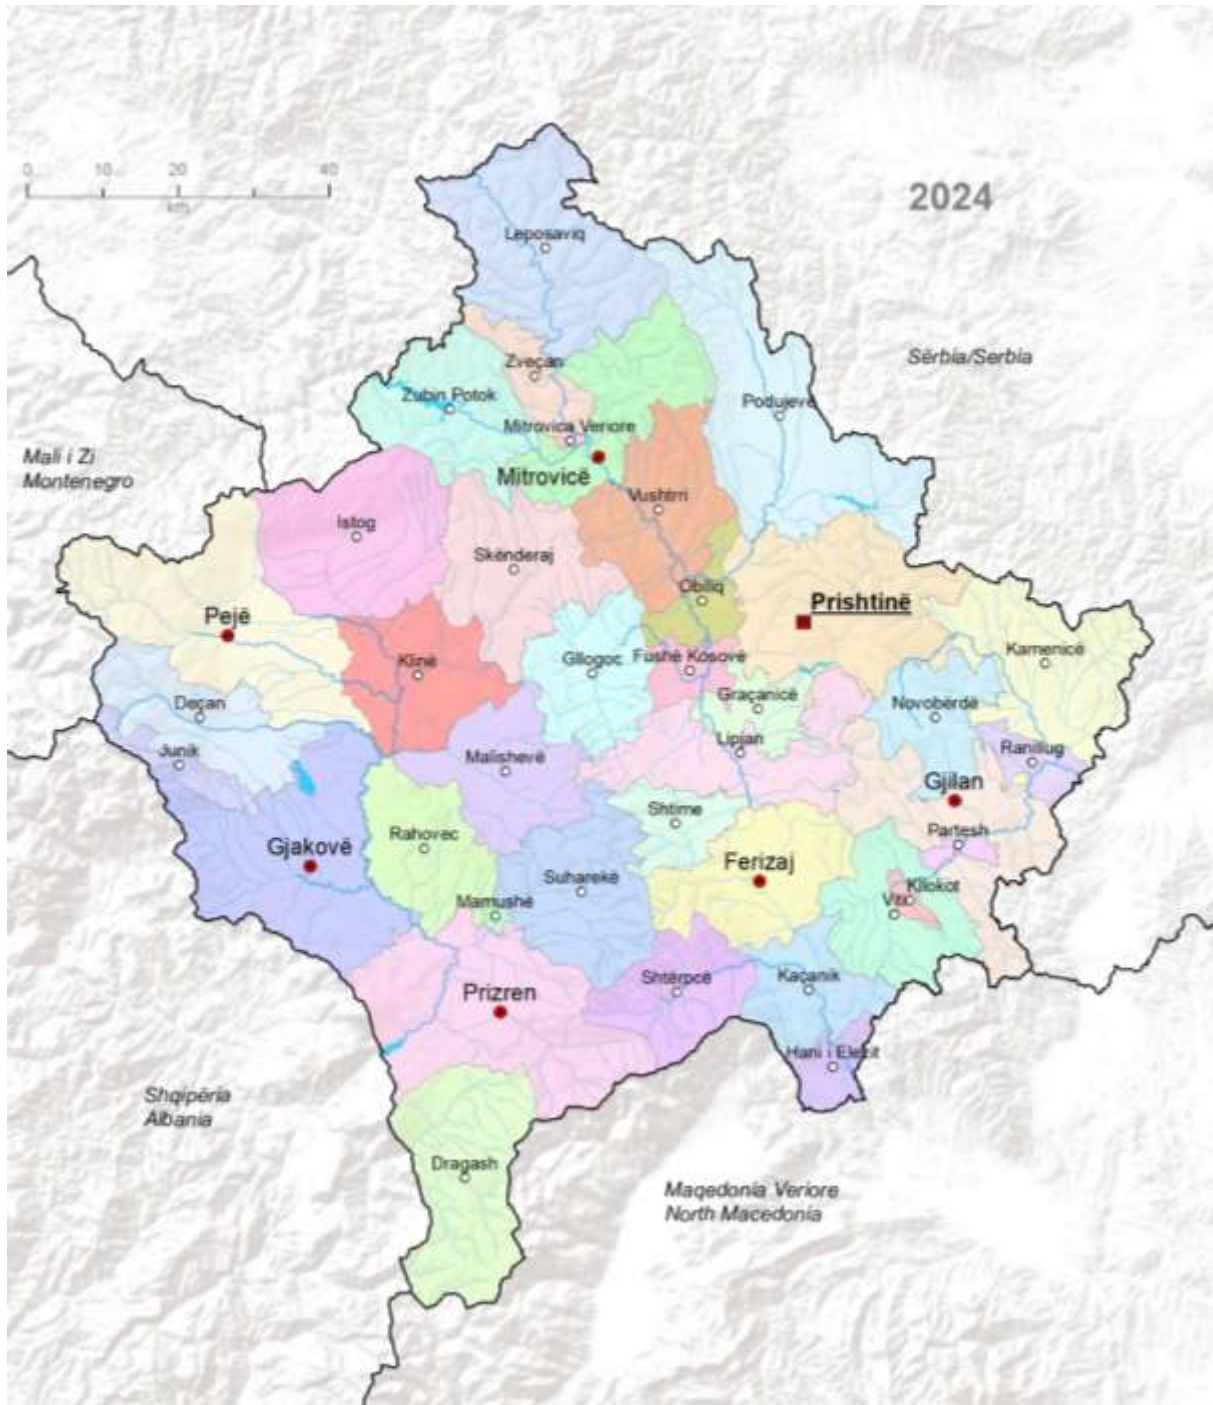 0 20 40
km
2024
Leposaviq
Sërbia/Serbia
Zveçan
Zubin Potok
Podujevë
Mitrovica Veriore
Mali i Zi
Montenegro
Mitrovicë
Vushtrri
Istog
Skënderaj
Obiliq
Prishtinë
Pejë
Klinë
Gllogoc
Fushë Kosovë
Kamenicë
Graçanicë
Deçan
Novobërdë
Lipjan
Junik
Malishevë
Ranillug
Gjilan
Shtime
Rahovec
Partesh
Gjakovë
Ferizaj
Suharekë
Kllokot
Mamushë
Viti
Shtërpcë
Kaçanik
Prizren
Hani i Elezit
Shqipëria
Albania
Dragash
Maqedonia Veriore
North Macedonia